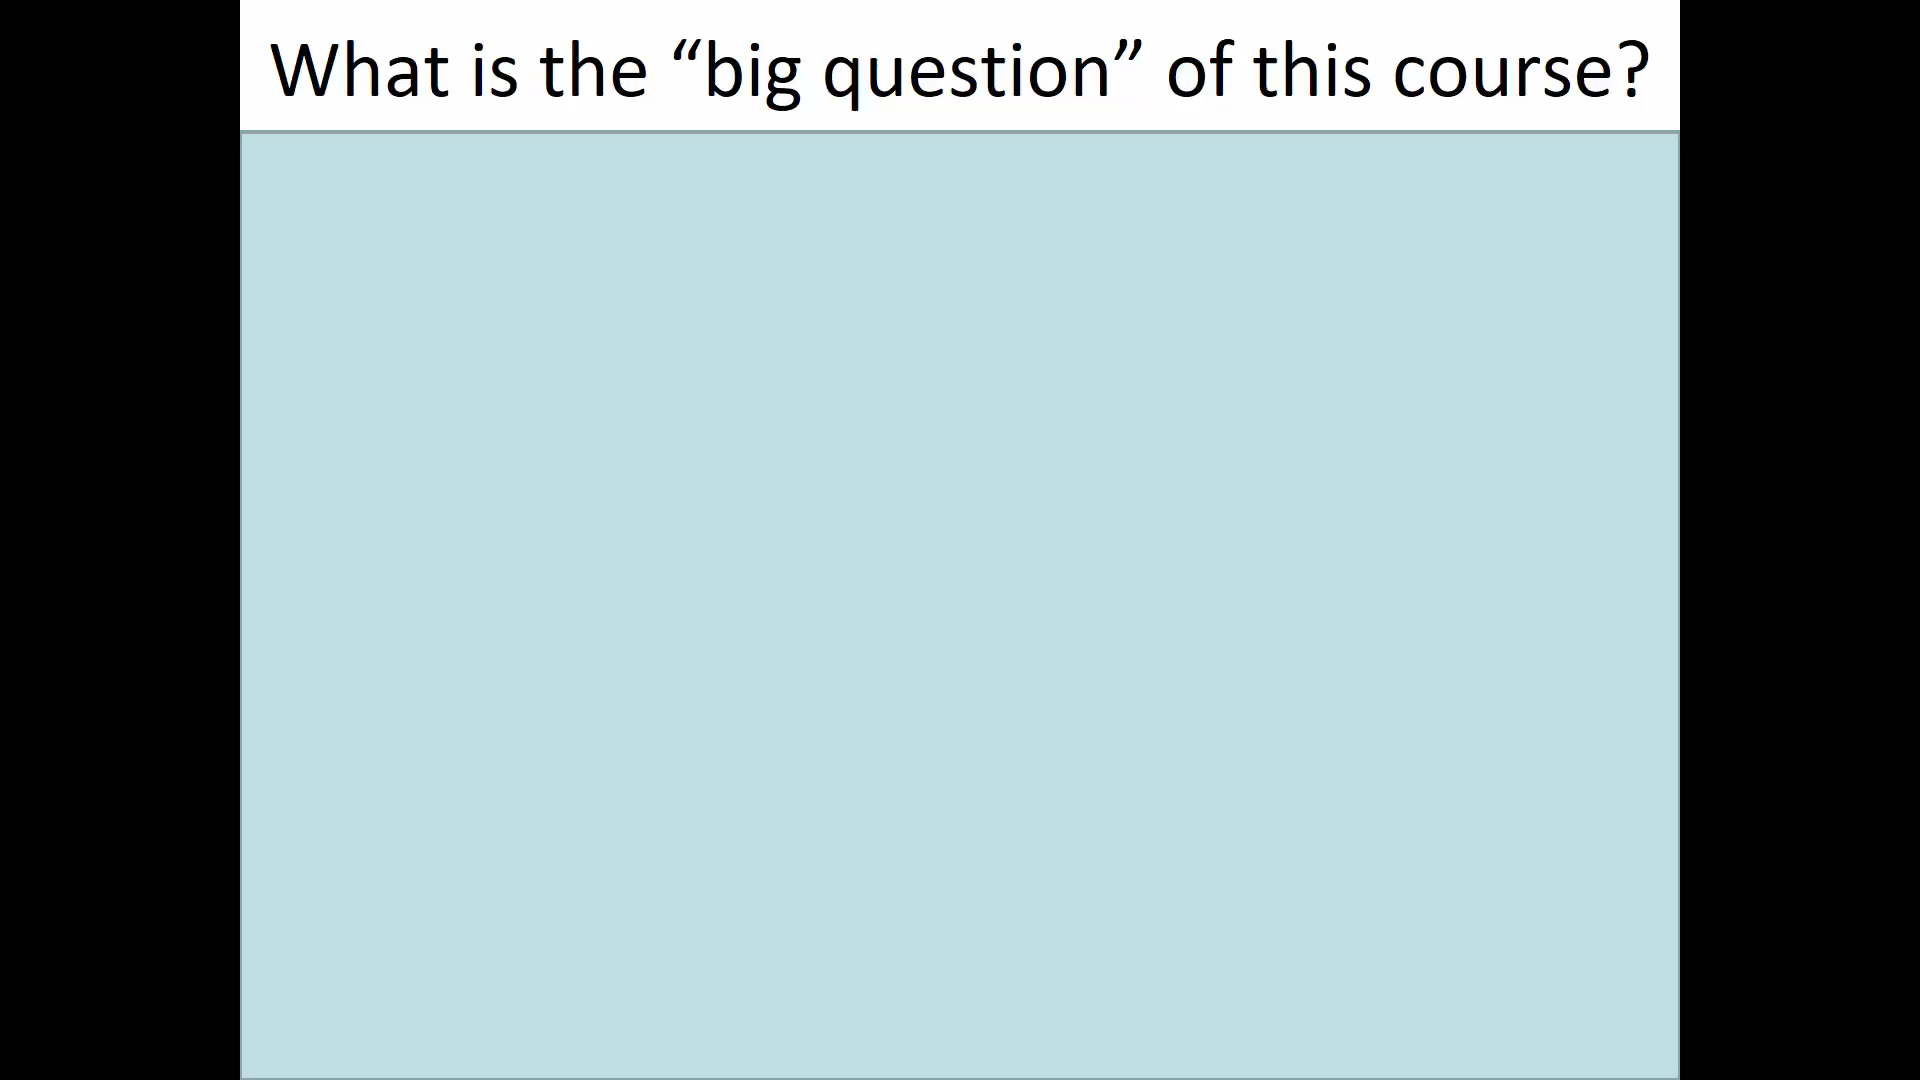 What is the “big question” of this course?